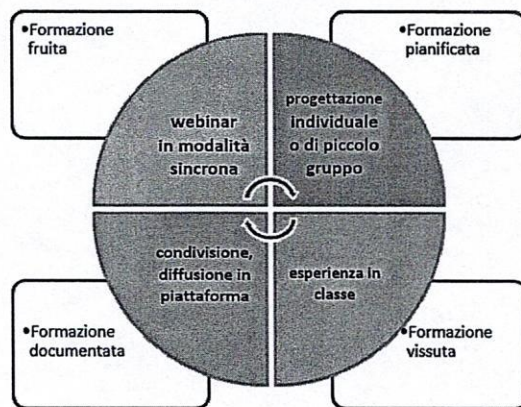 •Formazione
fruita
•Formazione
pianificata
webinar
in modalità
sincrona
progettazione
individuale
o di piccolo
gruppo
condivisione,
diffusione in
piattaforma
esperienza in
classe
•Formazione
documentata
•Formazione
vissuta